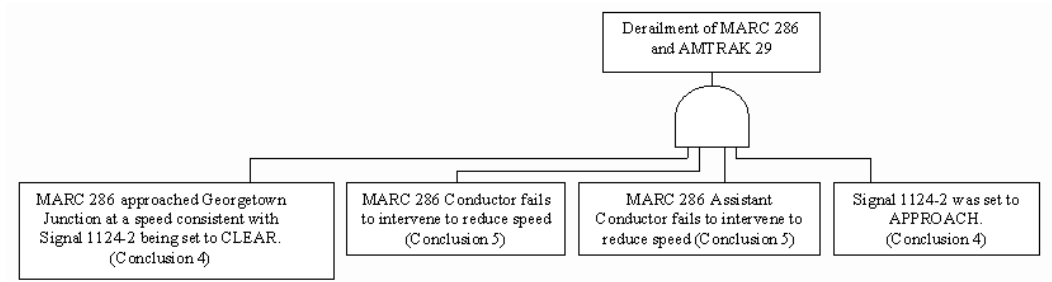 Derailment of MARC 286
and AMTRAK 29
MARC 286 approached Georgetown
Junction at a speed consistent with
Signal 1124-2 being set to CLEAR.
(Conclusion 4)
MARC 286 Conductor fails
to intervene to reduce speed
(Conclusion 5)
MARC 286 Assistant
Conductor fails to intervene to
reduce speed (Conclusion 5)
Signal 1124-2 was set to
APPROACH.
(Conclusion 4)